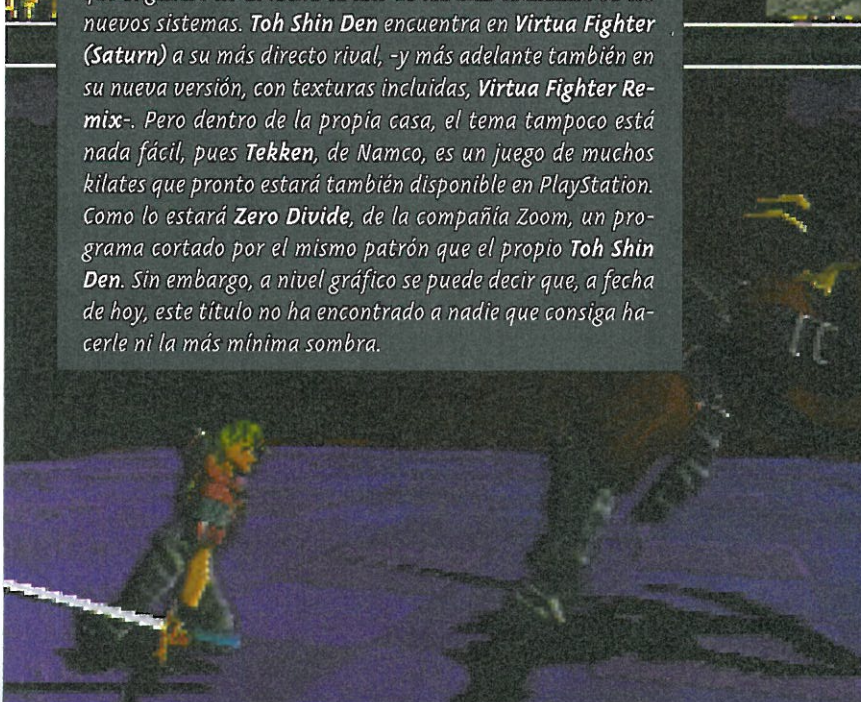 nuevos sistemas. Toh Shin Den encuentra en Virtua Fighter
(Saturn) a su más directo rival, -y más adelante también en
su nueva versión, con texturas incluidas, Virtua Fighter Re-
mix-. Pero dentro de la propia casa, el tema tampoco está
nada fácil, pues Tekken, de Namco, es un juego de muchos
kilates que pronto estará también disponible en PlayStation.
Como lo estará Zero Divide, de la compañía Zoom, un pro-
grama cortado por el mismo patrón que el propio Toh Shin
Den. Sin embargo, a nivel gráfico se puede decir que, a fecha
de hoy, este título no ha encontrado a nadie que consiga ha-
cerle ni la más mínima sombra.